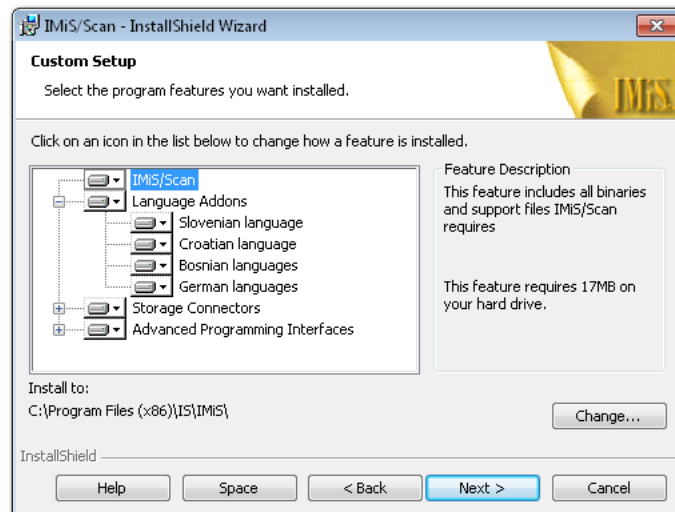 IMiS/Scan - InstallShield Wizard
Custom Setup
Select the program features you want installed.
IMiS
Click on an icon in the list below to change how a feature is installed.
IMiS/Scan
Language Addons
Slovenian language
Croatian language
Bosnian languages
German languages
Storage Connectors
Advanced Programming Interfaces
Feature Description
This feature includes all binaries
and support files IMiS/Scan
requires
This feature requires 17MB on
your hard drive.
Install to:
C:\Program Files (x86)\IS\IMiS\
Change...
InstallShield
Help
Space
< Back
Next >
Cancel